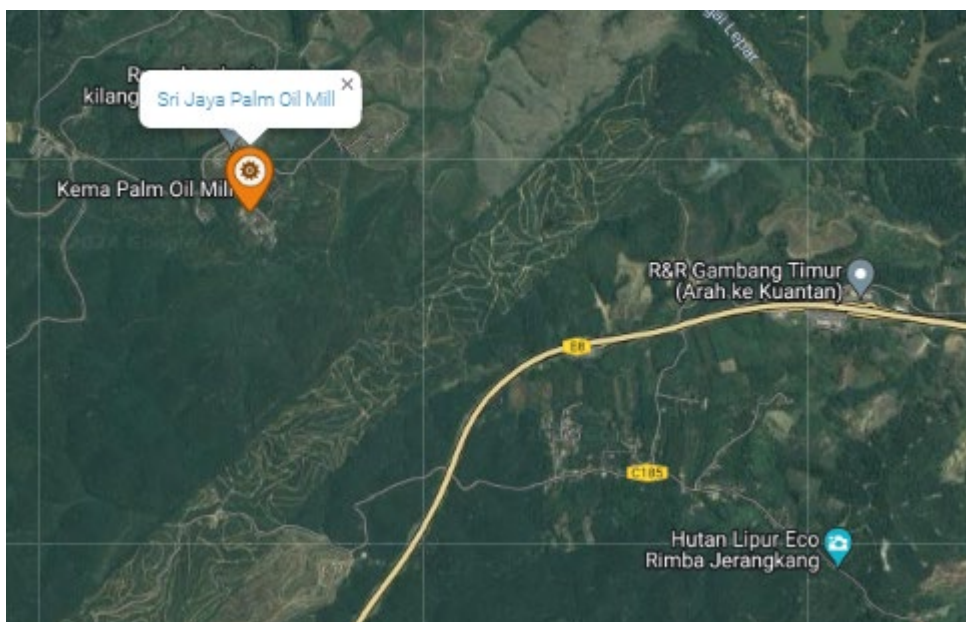 Lepar
kilang
Sri Jaya Palm Oil Mill
Kema Palm Oil Mill
R&R Gambang Timur
(Arah ke Kuantan)
E8
C185
Hutan Lipur Eco
Rimba Jerangkang